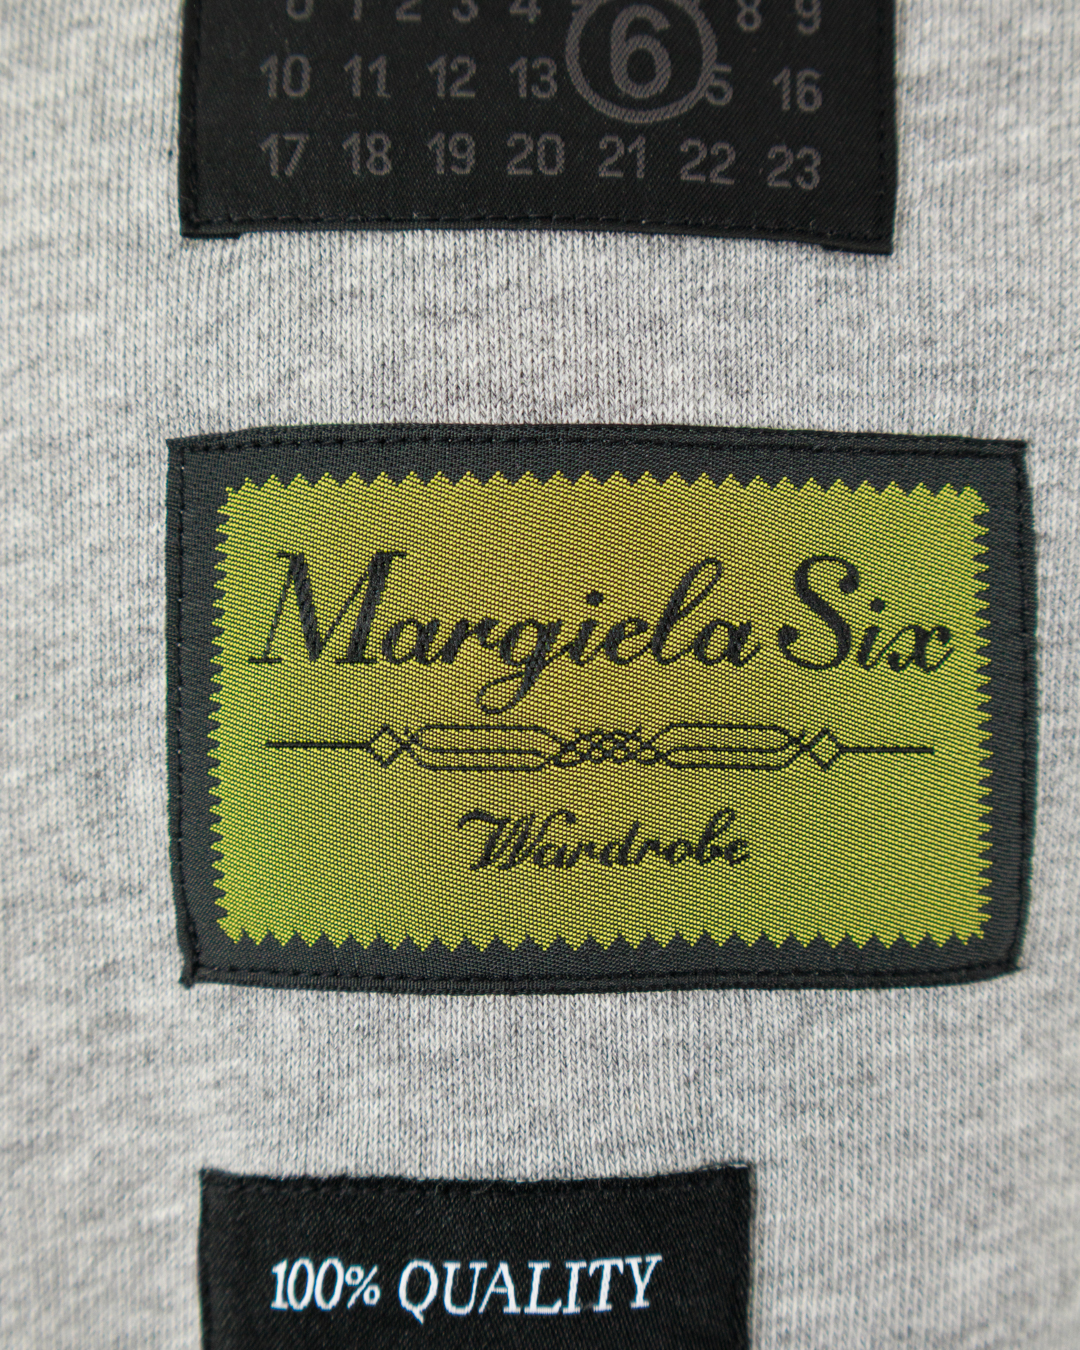 0 1 2 3 4 6 8 9
10 11 12 13 5 16
17 18 19 20 21 22 23
Margiela Six
Wardrobe
100% QUALITY